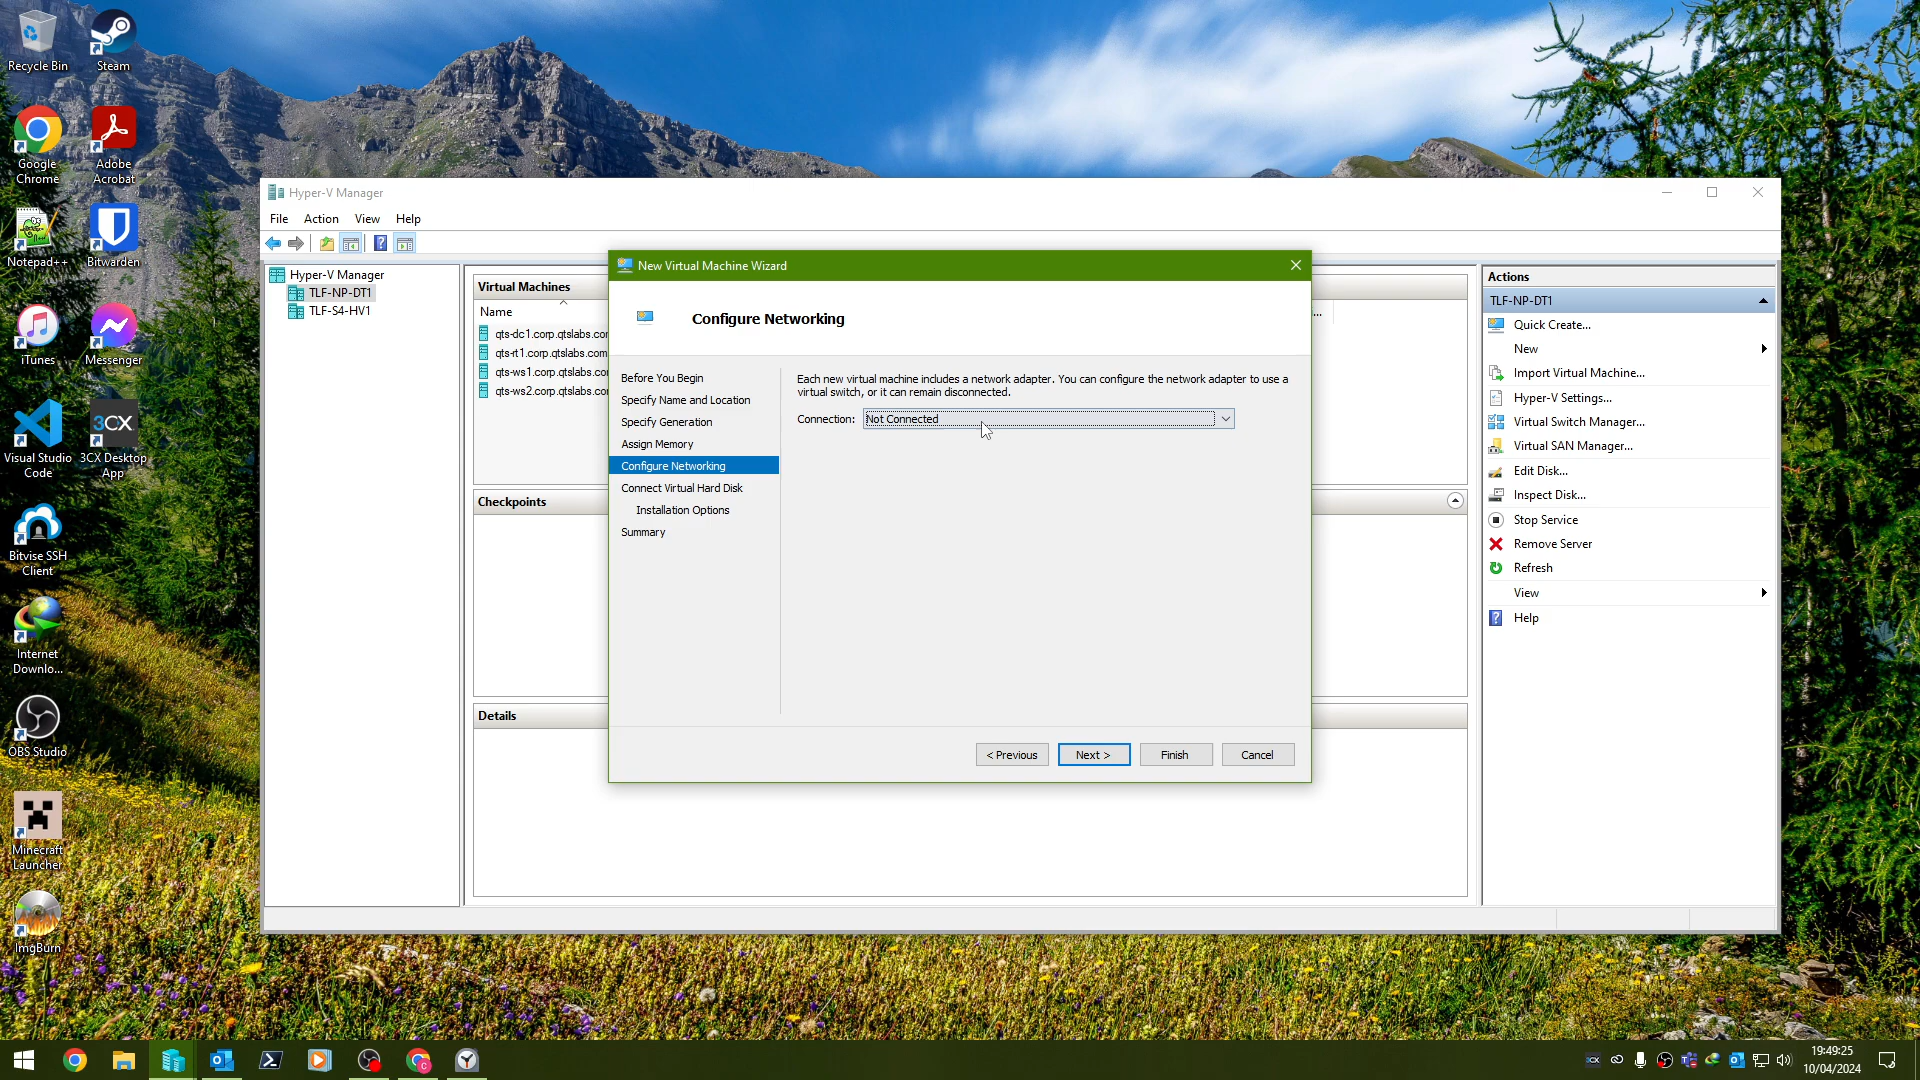 Recycle Bin
Steam
Google
Chrome
Adobe
Acrobat
Notepad++
Bitwarden
iTunes
Messenger
Visual Studio
Code
3CX
3CX Desktop
App
Bitvise SSH
Client
Internet
Downlo...
OBS Studio
Minecraft
Launcher
ImgBurn
Hyper-V Manager
File Action View Help
Hyper-V Manager
TLF-NP-DT1
TLF-S4-HV1
Virtual Machines
Name
...
qts-dc1.corp.qtslabs.com
qts-rt1.corp.qtslabs.com
qts-ws1.corp.qtslabs.co
qts-ws2.corp.qtslabs.co
Checkpoints
Details
New Virtual Machine Wizard
Configure Networking
Before You Begin
Specify Name and Location
Specify Generation
Assign Memory
Configure Networking
Connect Virtual Hard Disk
Installation Options
Summary
Each new virtual machine includes a network adapter. You can configure the network adapter to use a
virtual switch, or it can remain disconnected.
Connection: Not Connected
< Previous Next > Finish Cancel
Actions
TLF-NP-DT1
Quick Create...
New
Import Virtual Machine...
Hyper-V Settings...
Virtual Switch Manager...
Virtual SAN Manager...
Edit Disk...
Inspect Disk...
Stop Service
Remove Server
Refresh
View
Help
19:49:25
10/04/2024